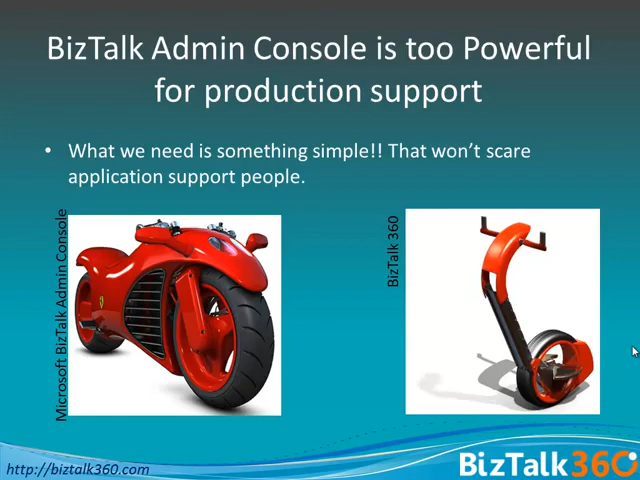 BizTalk Admin Console is too Powerful
for production support
• What we need is something simple!! That won't scare
application support people.
Microsoft BizTalk Admin Console
BizTalk 360
http://biztalk360.com
BizTalk360